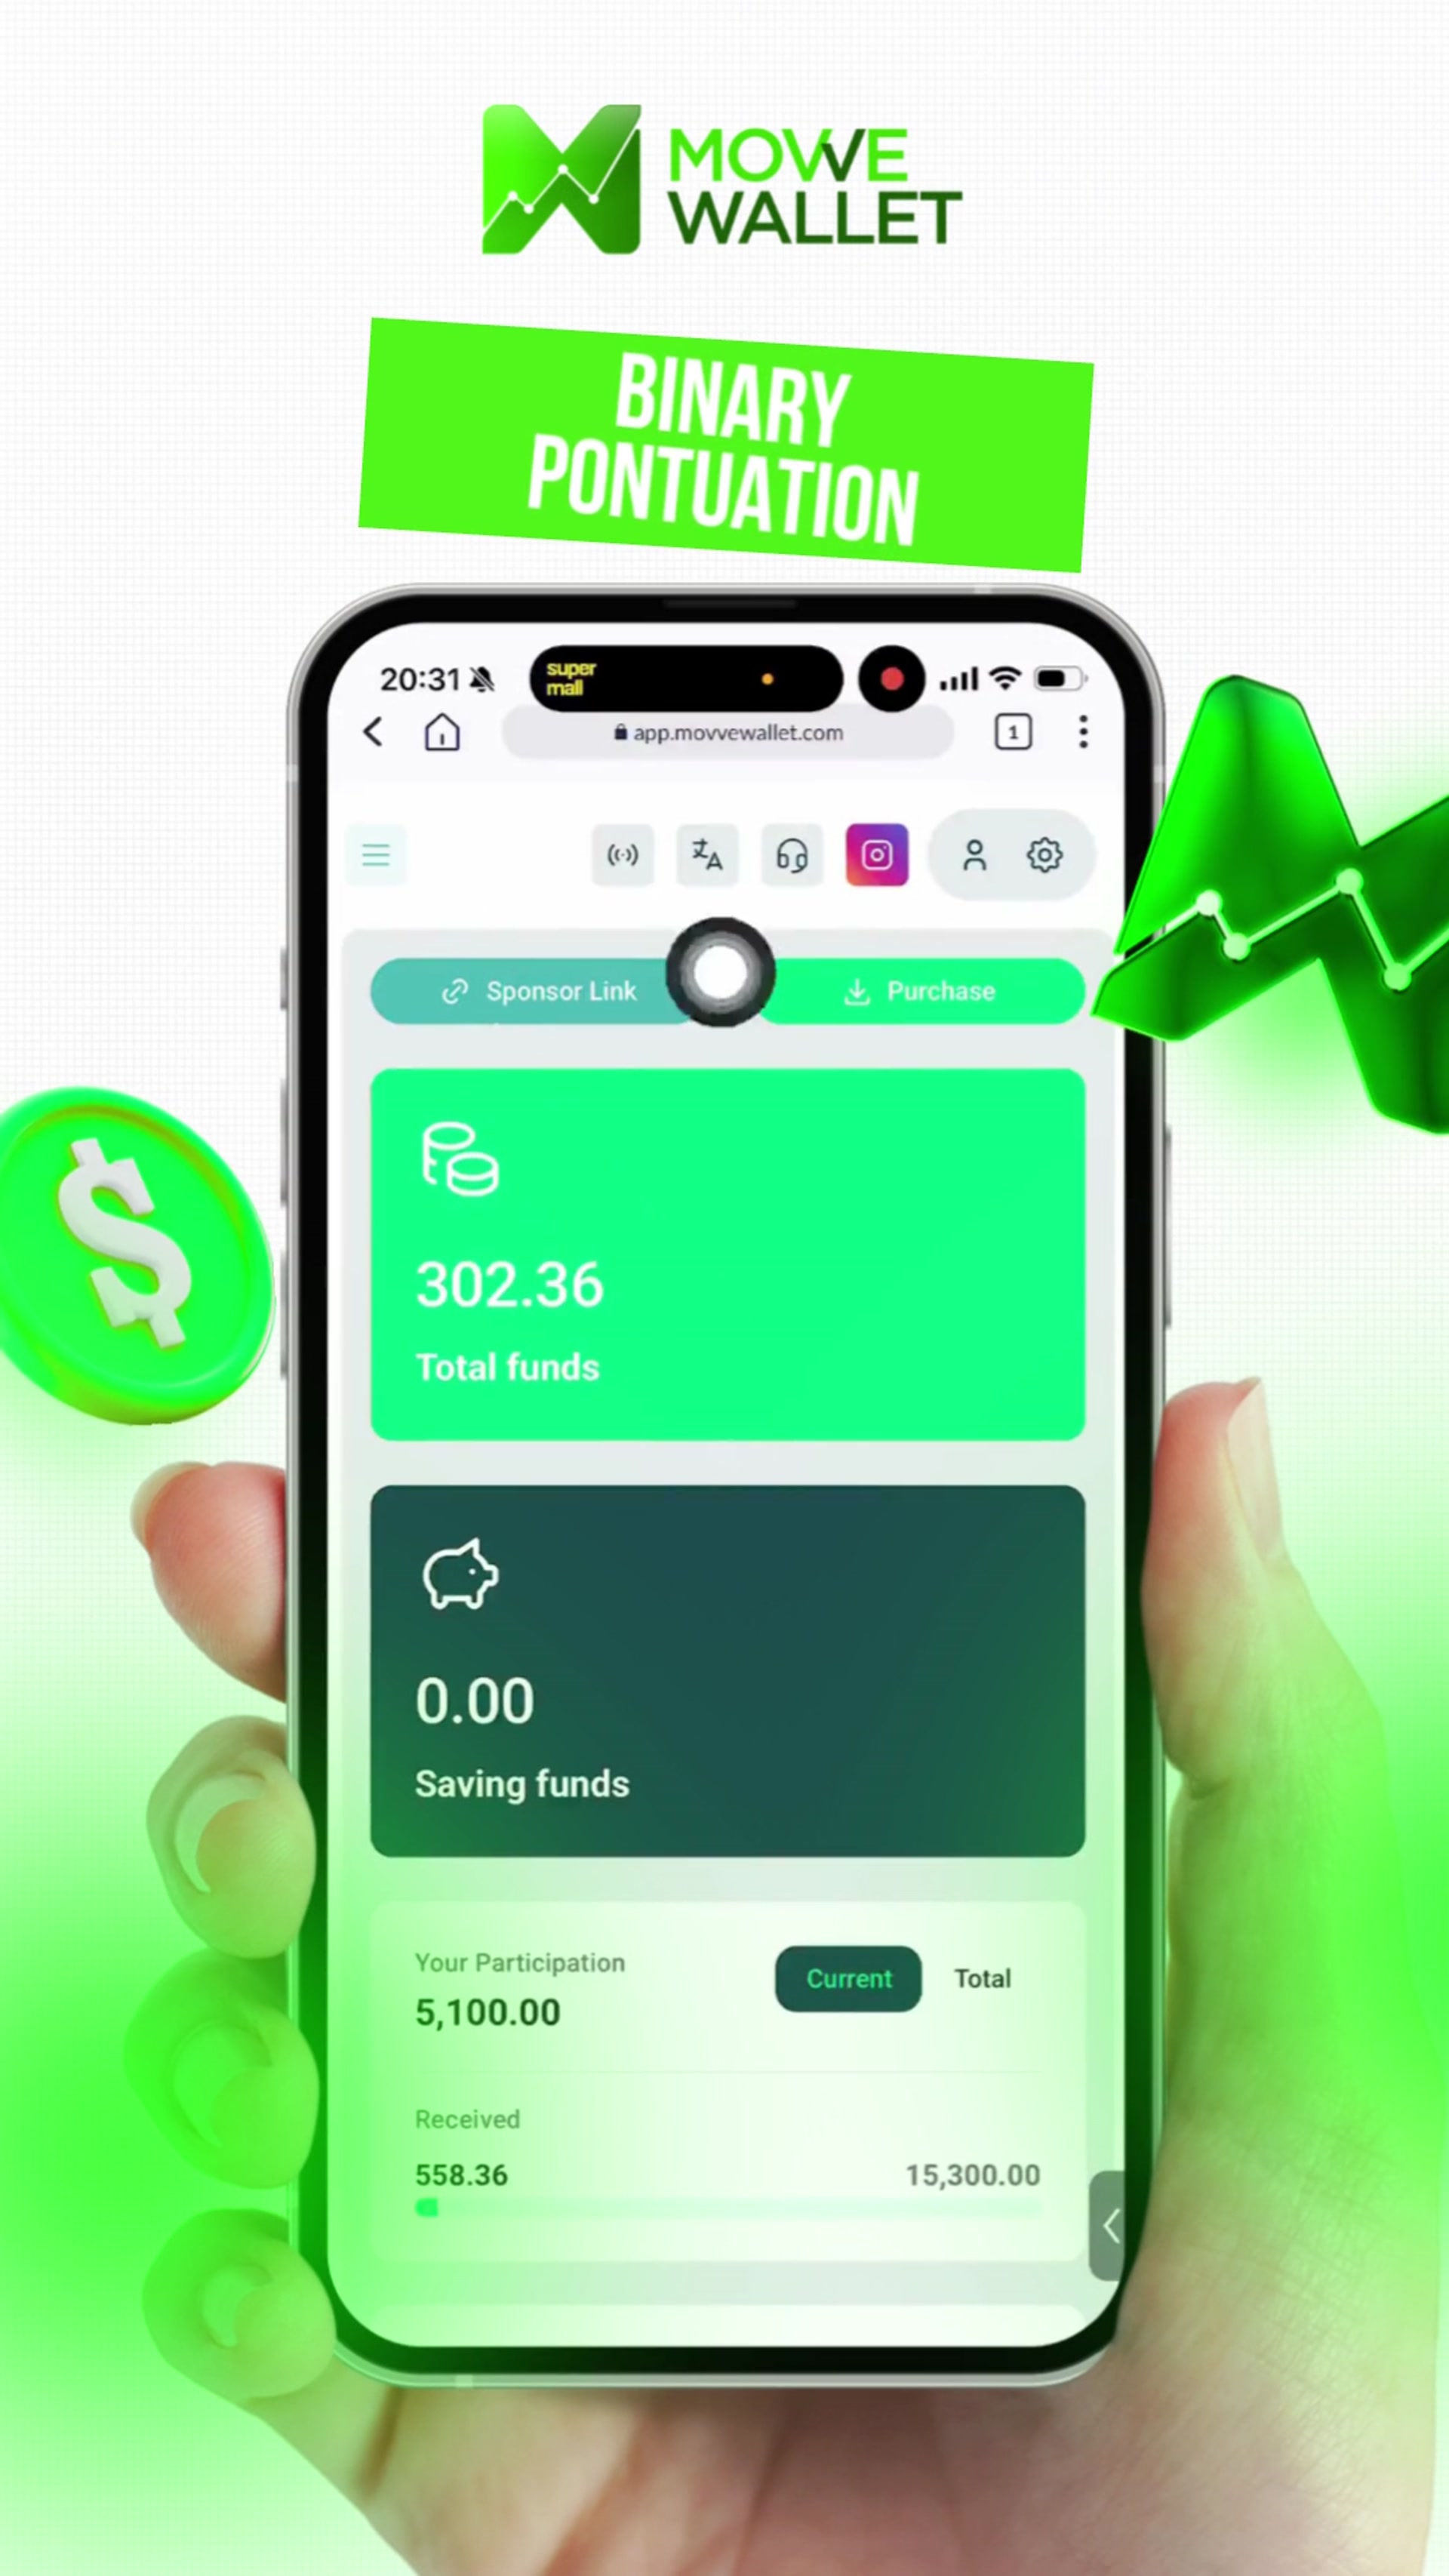 MOVVE
WALLET
BINARY
PONTUATION
20:31
super
mall
app.movvewallet.com
1
Sponsor Link
Purchase
302.36
Total funds
0.00
Saving funds
Your Participation
5,100.00
Current
Total
Received
558.36
15,300.00
$